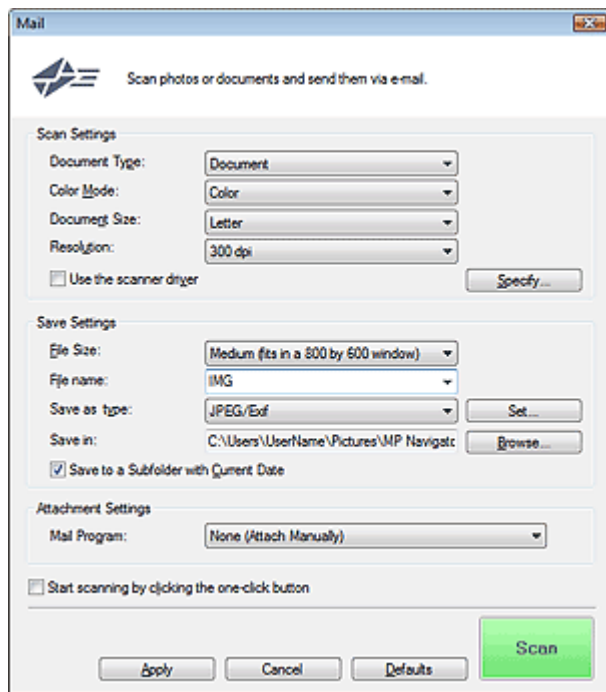 Mail
Scan photos or documents and send them via e-mail.
Scan Settings
Document Type: Document
Color Mode: Color
Document Size: Letter
Resolution: 300 dpi
Use the scanner driver Specify...
Save Settings
File Size: Medium (fits in a 800 by 600 window)
File name: IMG
Save as type: JPEG/Exif Set...
Save in: C:\Users\UserName\Pictures\MP Navigatc Browse...
Save to a Subfolder with Current Date
Attachment Settings
Mail Program: None (Attach Manually)
Start scanning by clicking the one-click button
Scan
Apply Cancel Defaults